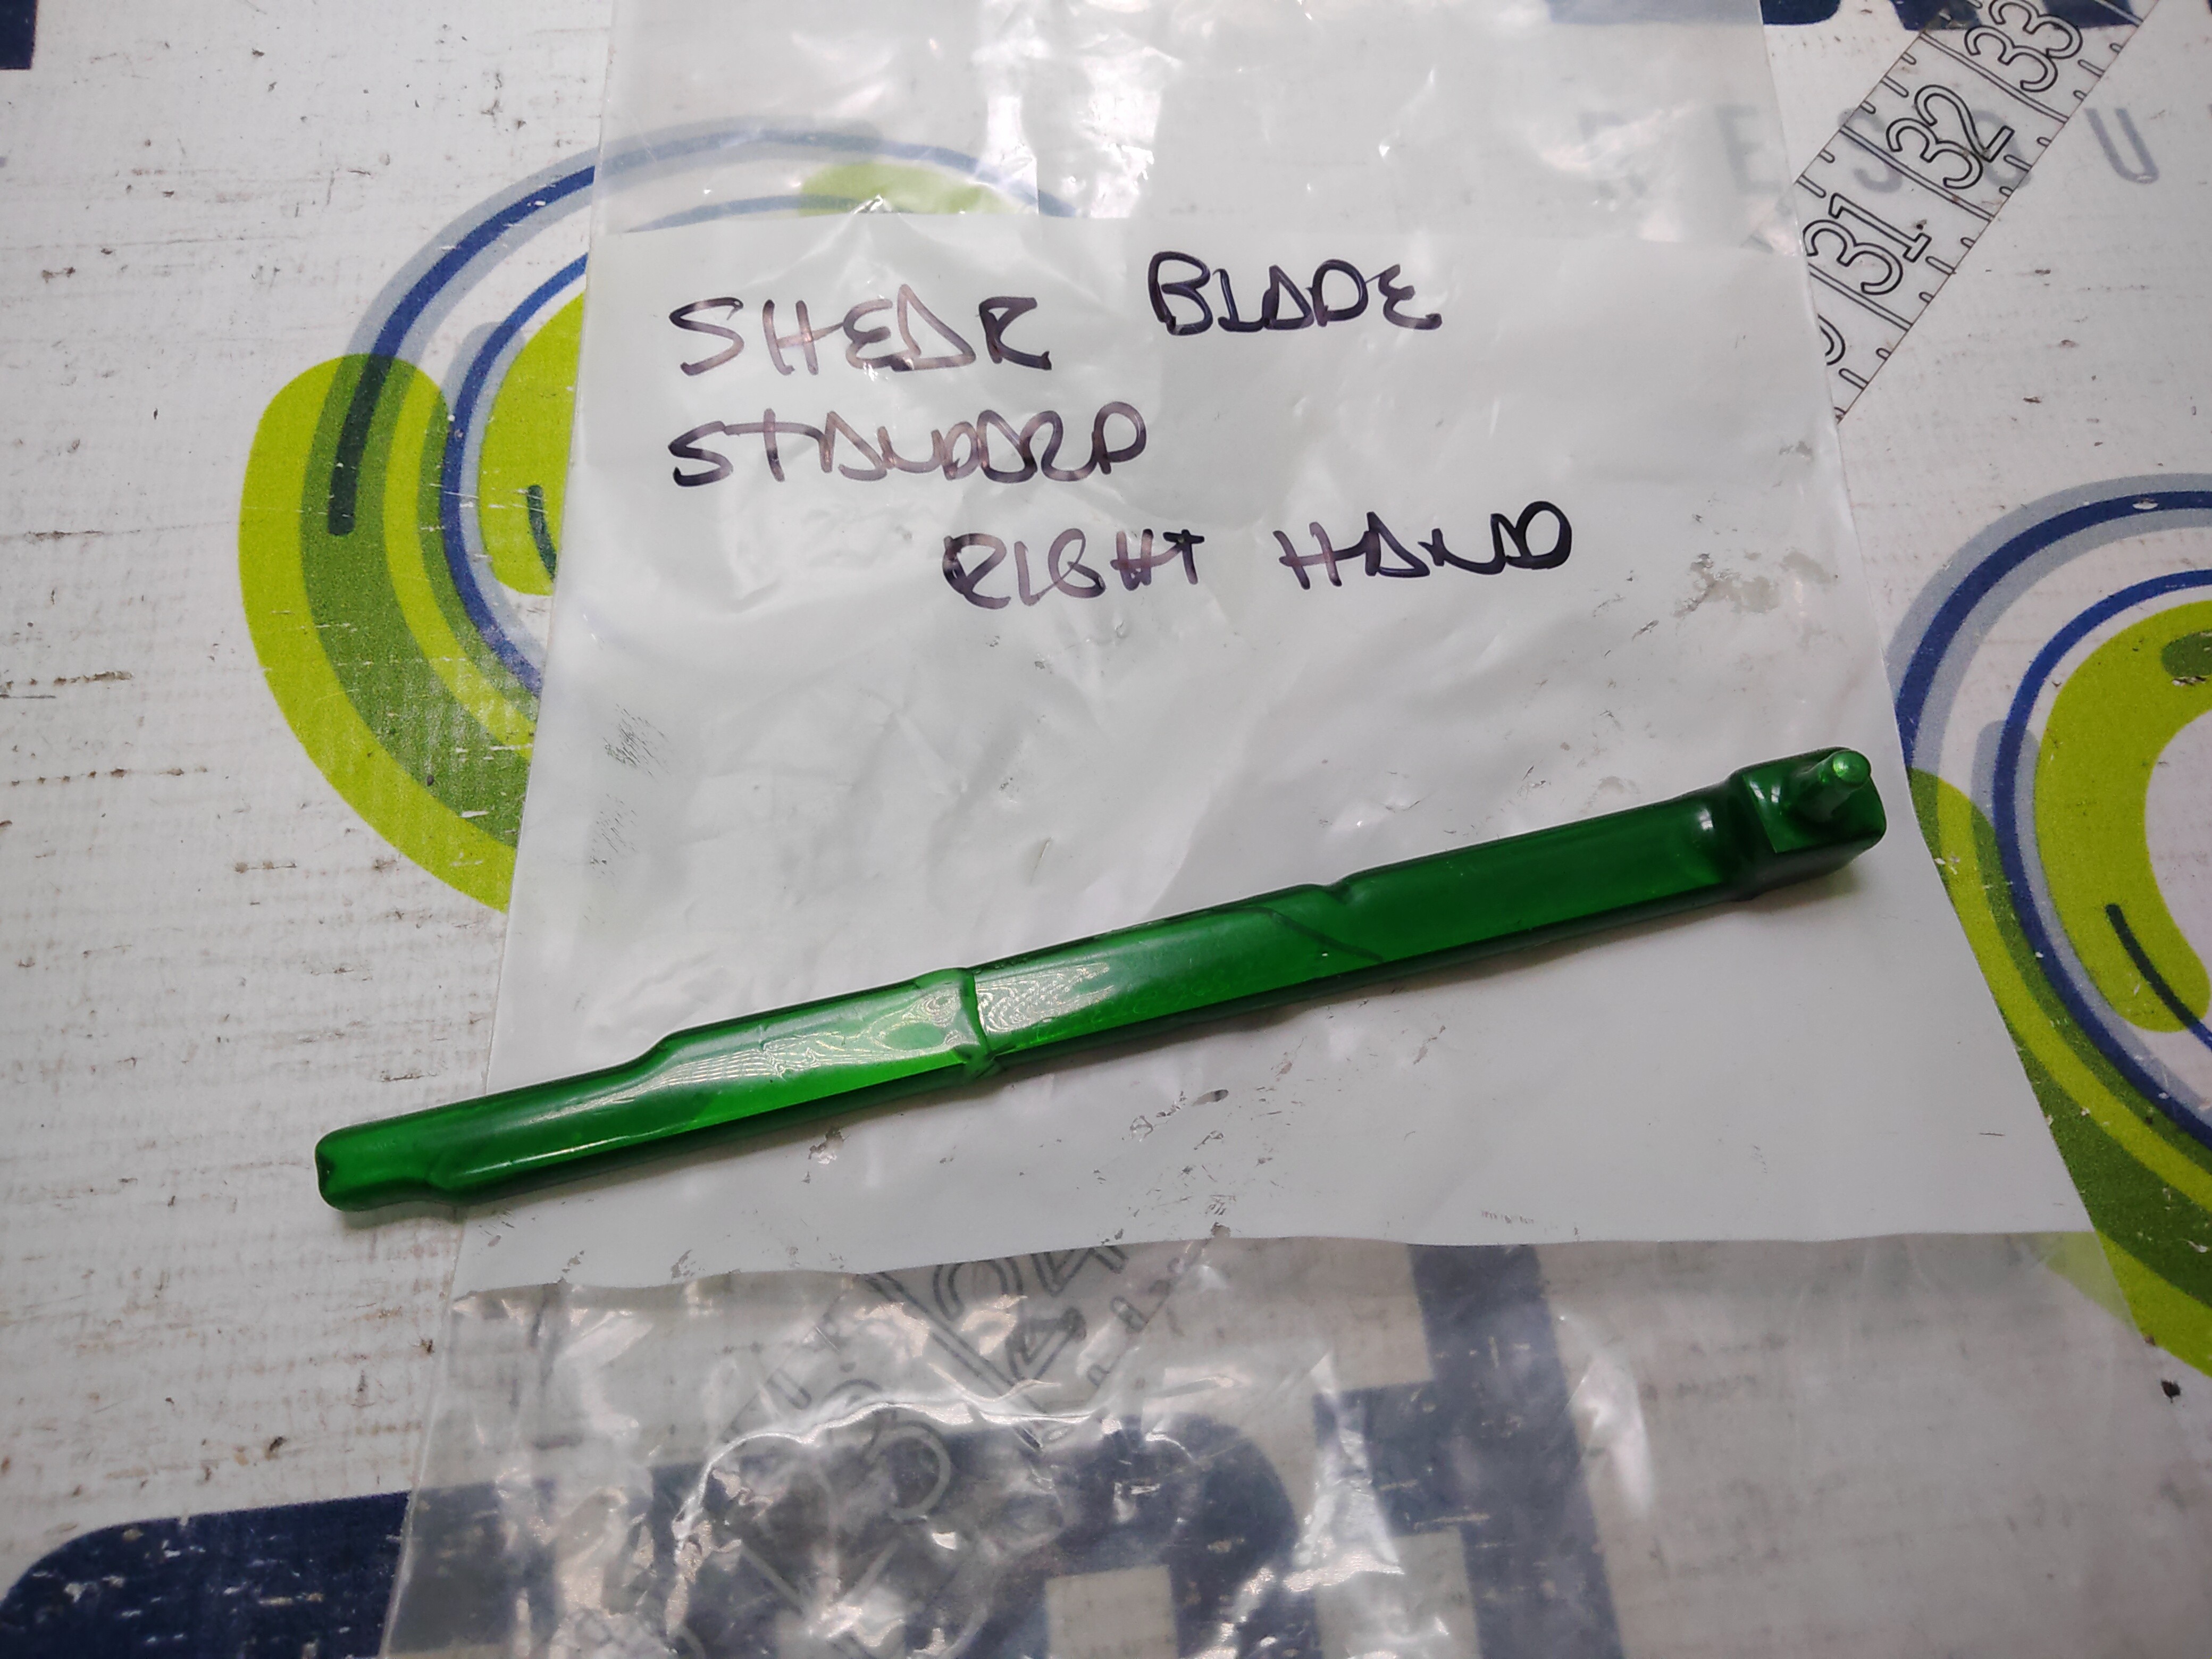 33
32
31
SHEAR BLADE
STANDARD
RIGHT HAND